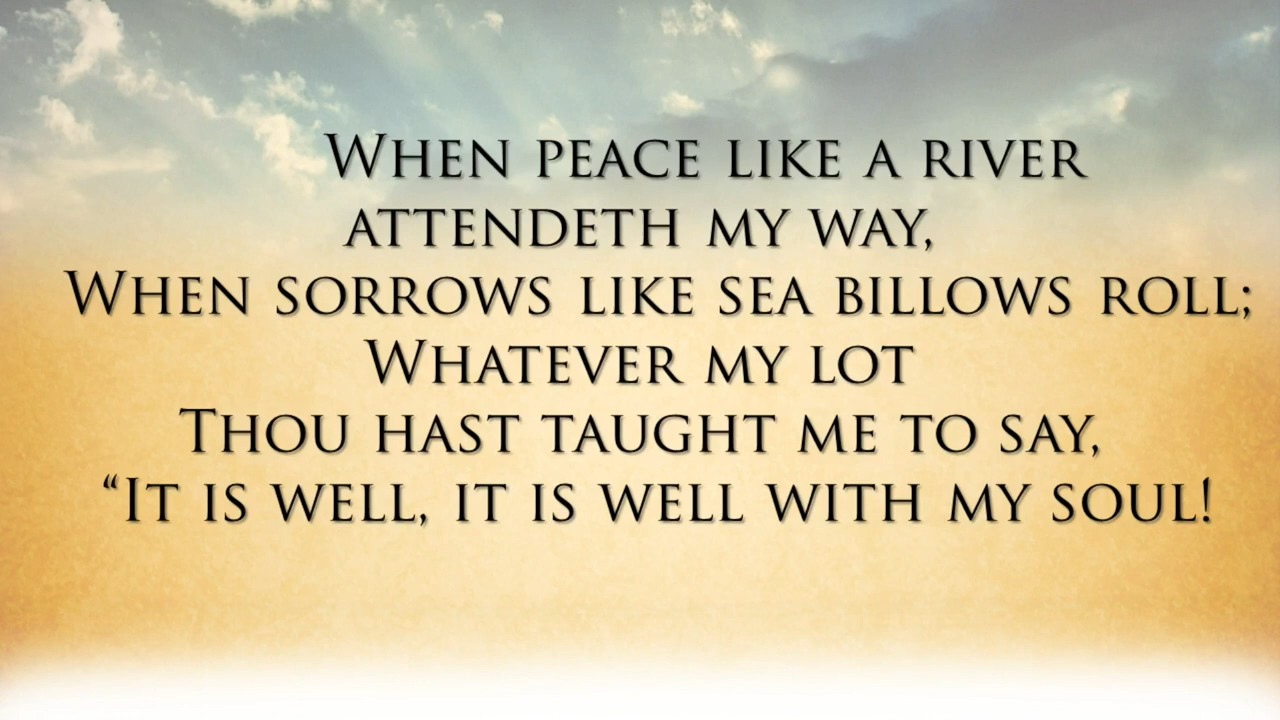 When peace like a river
attendeth my way,
When sorrows like sea billows roll;
Whatever my lot
Thou hast taught me to say,
“It is well, it is well with my soul!